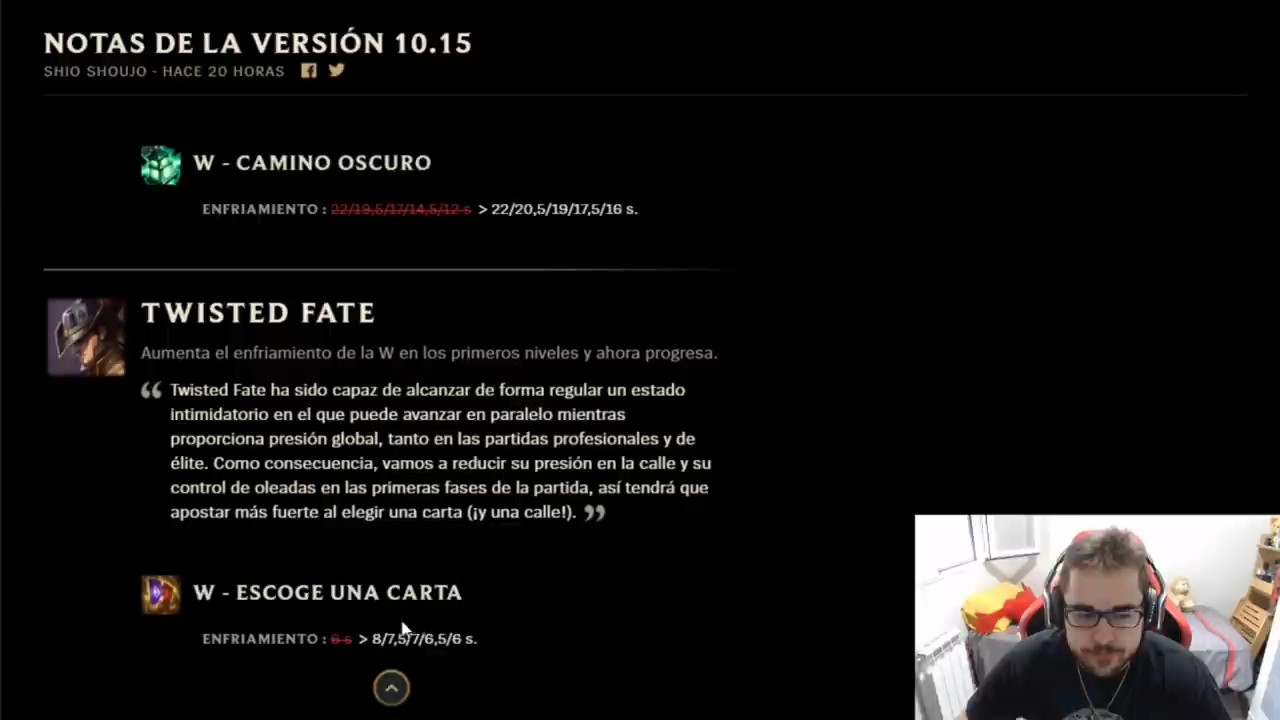 NOTAS DE LA VERSIÓN 10.15
SHIO SHOUJO - HACE 20 HORAS
W - CAMINO OSCURO
ENFRIAMIENTO : 22/19,5/17/14,5/12 s > 22/20,5/19/17,5/16 s.
TWISTED FATE
Aumenta el enfriamiento de la W en los primeros niveles y ahora progresa.
“ Twisted Fate ha sido capaz de alcanzar de forma regular un estado
intimidatorio en el que puede avanzar en paralelo mientras
proporciona presión global, tanto en las partidas profesionales y de
élite. Como consecuencia, vamos a reducir su presión en la calle y su
control de oleadas en las primeras fases de la partida, así tendrá que
apostar más fuerte al elegir una carta (¡y una calle!). ”
W - ESCOGE UNA CARTA
ENFRIAMIENTO : 6 s > 8/7,5/7/6,5/6 s.